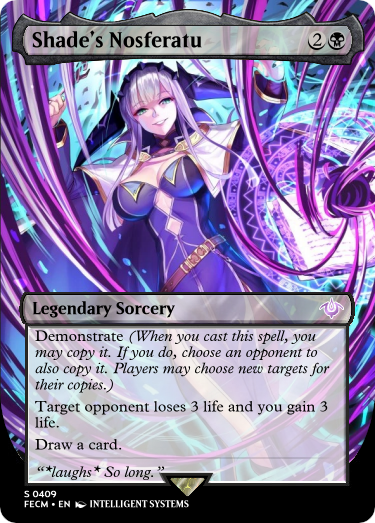 Shade's Nosferatu 2
Legendary Sorcery
Demonstrate (When you cast this spell, you
may copy it. If you do, choose an opponent to
also copy it. Players may choose new targets for
their copies.)
Target opponent loses 3 life and you gain 3
life.
Draw a card.
“*laughs* So long.”
S 0409
FECM • EN INTELLIGENT SYSTEMS